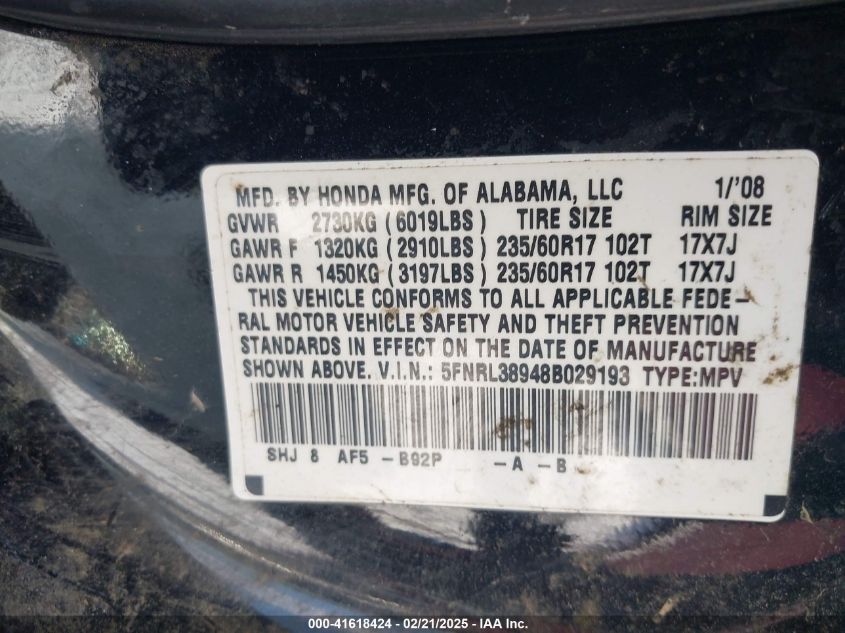 MFD. BY HONDA MFG. OF ALABAMA, LLC 1/'08
GVWR 2730KG (6019LBS) TIRE SIZE RIM SIZE
GAWR F 1320KG (2910LBS) 235/60R17 102T 17X7J
GAWR R 1450KG (3197LBS) 235/60R17 102T 17X7J
THIS VEHICLE CONFORMS TO ALL APPLICABLE FEDE-
RAL MOTOR VEHICLE SAFETY AND THEFT PREVENTION
STANDARDS IN EFFECT ON THE DATE OF MANUFACTURE
SHOWN ABOVE. V.I.N.: 5FNRL38948B029193 TYPE:MPV
SHJ 8 AF5 -B92P -A -B
000-41618424 - 02/21/2025 - IAA Inc.